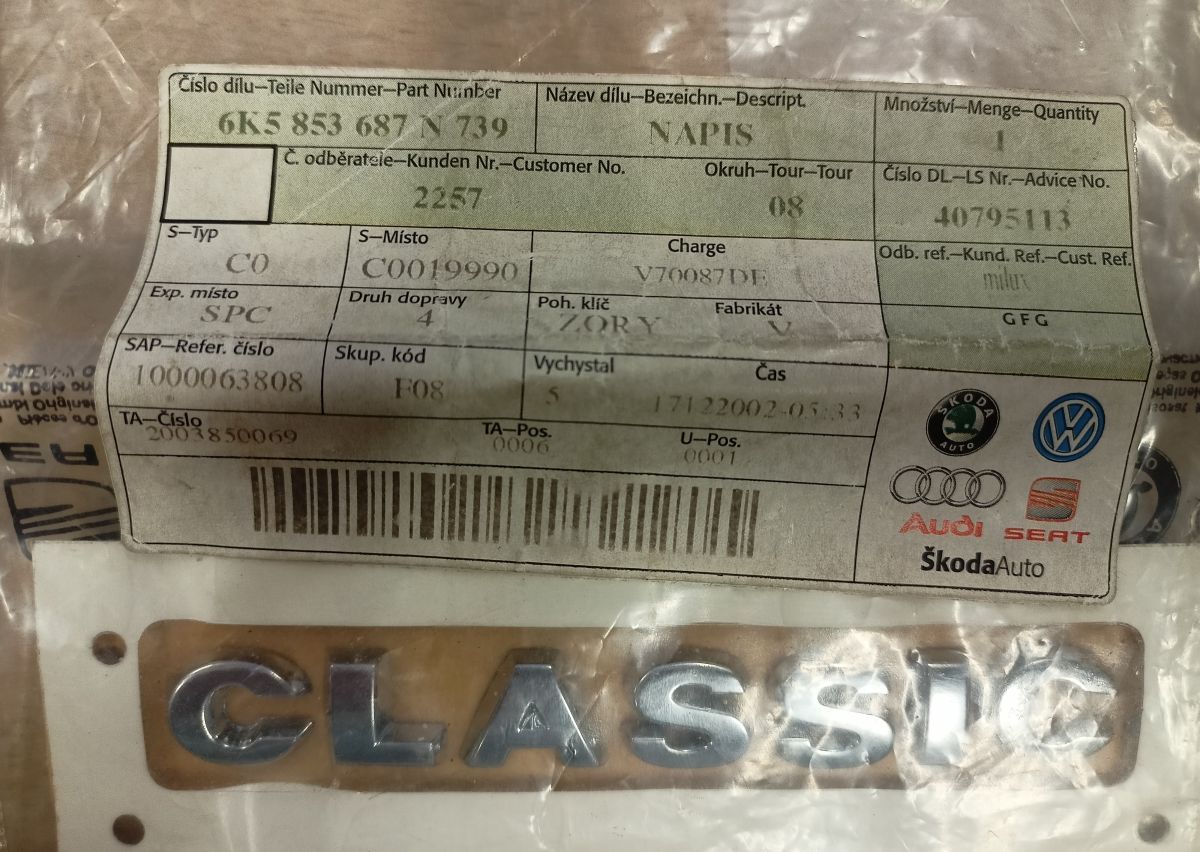 Číslo dílu–Teile Nummer–Part Number
6K5 853 687 N 739
Název dílu–Bezeichn.–Descript.
NAPIS
Množství–Menge–Quantity
1
Č. odběratele–Kunden Nr.–Customer No.
2257
Okruh–Tour–Tour
08
Číslo DL.–LS Nr.–Advice No.
40795113
S–Typ
C0
S–Místo
C0019990
Charge
V70087DE
Odb. ref.–Kund. Ref.–Cust. Ref.
milux
Exp. místo
SPC
Druh dopravy
4
Poh. klíč
ZORY
Fabrikát
V
GFG
SAP–Refer. číslo
1000063808
Skup. kód
F08
Vychystal
5
Čas
17122002-05:33
TA–Číslo
2003850069
TA–Pos.
0006
U–Pos.
0001
ŠKODA
AUTO
Audi
SEAT
ŠkodaAuto
CLASSIC